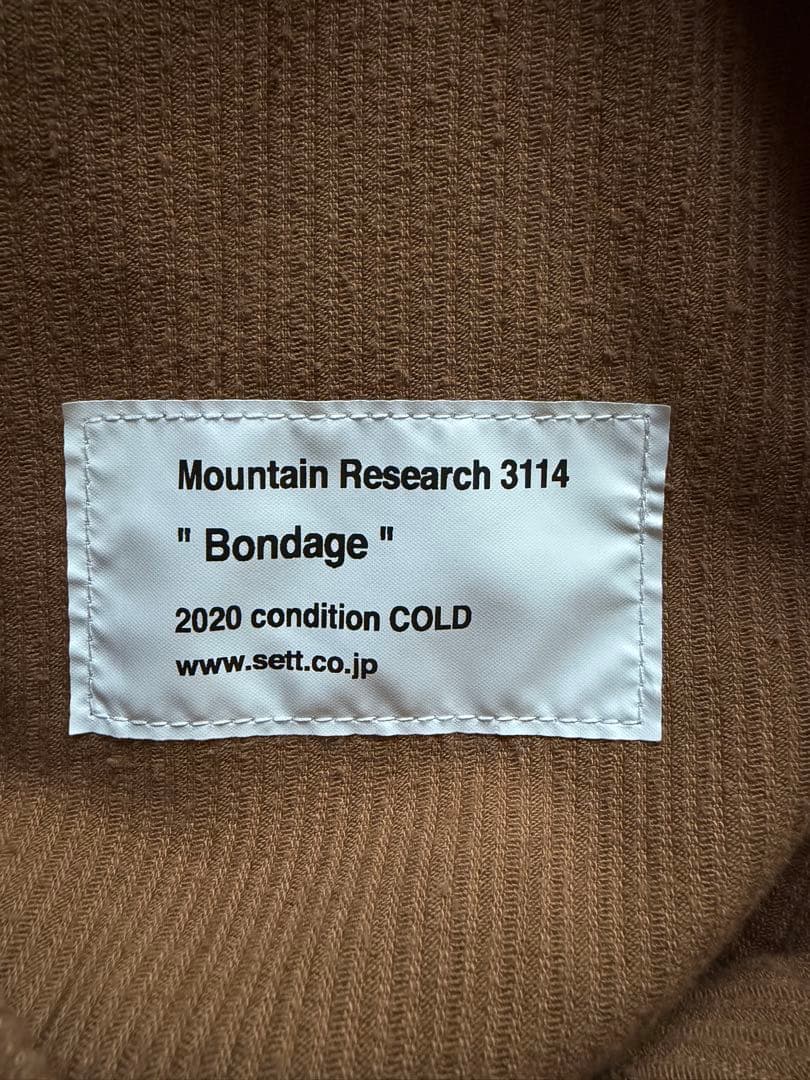 Mountain Research 3114
" Bondage "
2020 condition COLD
www.sett.co.jp